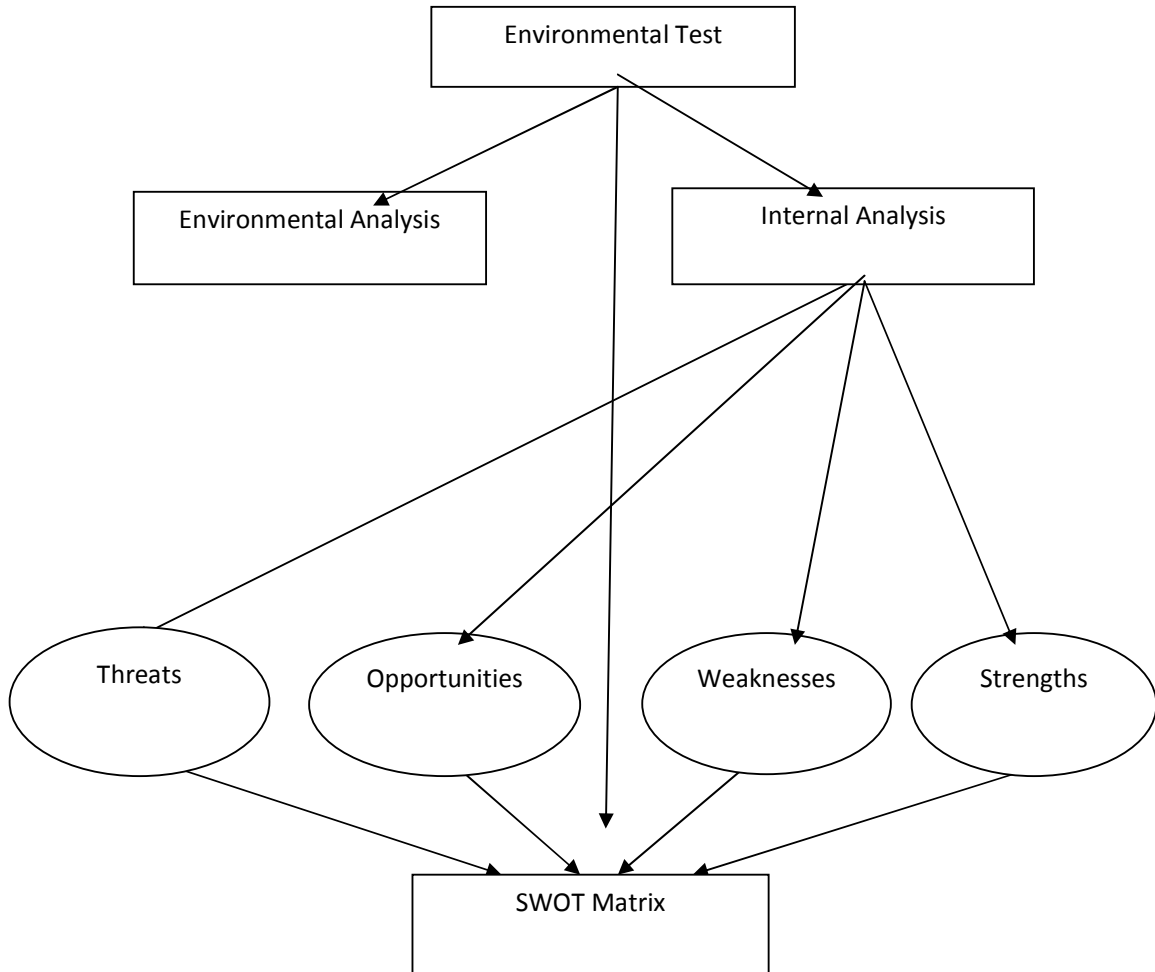 Environmental Test
Environmental Analysis
Internal Analysis
Threats
Opportunities
Weaknesses
Strengths
SWOT Matrix